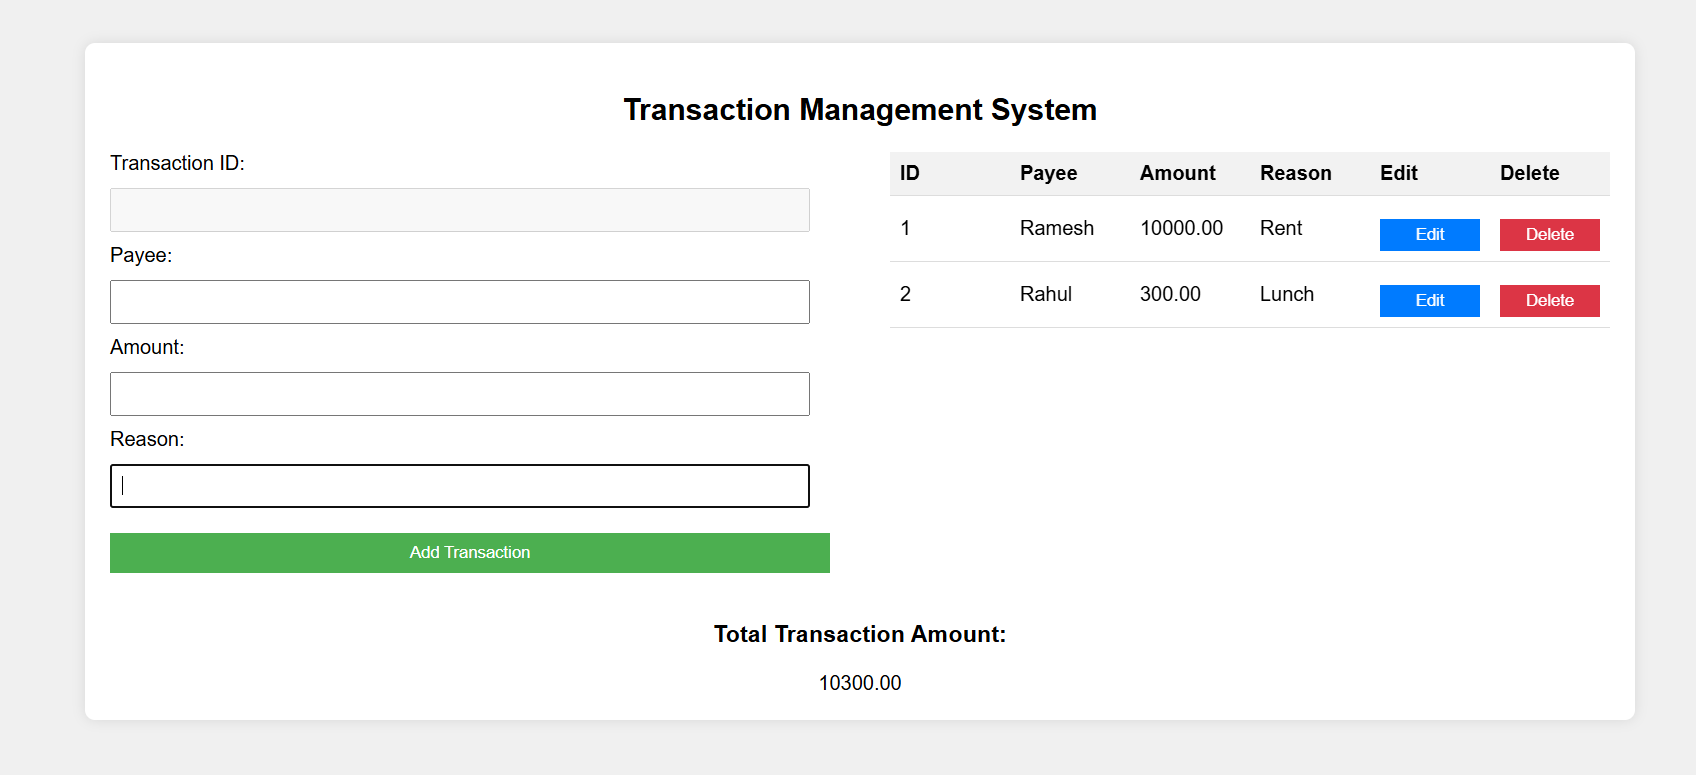 Transaction Management System
Transaction ID:
Payee:
Amount:
Reason:
Add Transaction
ID Payee Amount Reason Edit Delete
1 Ramesh 10000.00 Rent Edit Delete
2 Rahul 300.00 Lunch Edit Delete
Total Transaction Amount:
10300.00